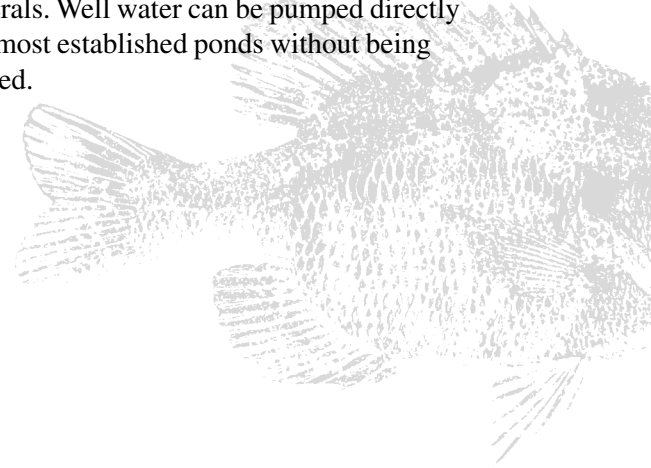 rals. Well water can be pumped directly
most established ponds without being
ed.